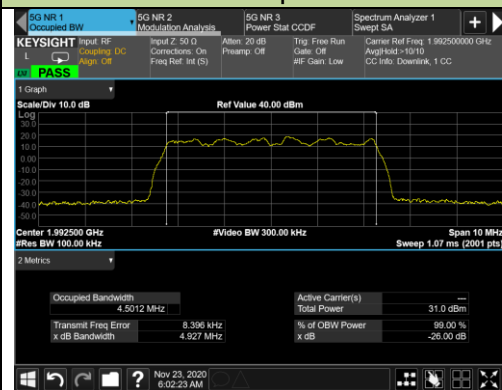 5G NR 1
Occupied BW
5G NR 2
Modulation Analysis
5G NR 3
Power Stat CCDF
Spectrum Analyzer 1
Swept SA
+
KEYSIGHT
L
Input: RF
Coupling: DC
Align: Off
Input Z: 50 Ω
Corrections: On
Freq Ref: Int (S)
Atten: 20 dB
Preamp: Off
Trig: Free Run
Gate: Off
#IF Gain: Low
Carrier Ref Freq: 1.992500000 GHz
Avg|Hold:>10/10
CC Info: Downlink, 1 CC
PASS
1 Graph
Scale/Div 10.0 dB
Ref Value 40.00 dBm
Log
30.0
20.0
10.0
0.00
-10.0
-20.0
-30.0
-40.0
-50.0
Center 1.992500 GHz
#Video BW 300.00 kHz
Span 10 MHz
#Res BW 100.00 kHz
Sweep 1.07 ms (2001 pts)
2 Metrics
Occupied Bandwidth
4.5012 MHz
Active Carrier(s)
---
Total Power
31.0 dBm
Transmit Freq Error
8.396 kHz
% of OBW Power
99.00 %
x dB Bandwidth
4.927 MHz
x dB
-26.00 dB
?
Nov 23, 2020
6:02:23 AM